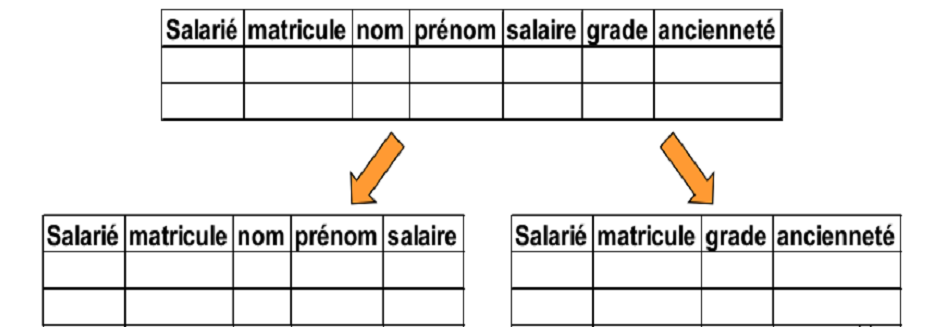 Salarié matricule nom prénom salaire grade ancienneté
Salarié matricule nom prénom salaire
Salarié matricule grade ancienneté